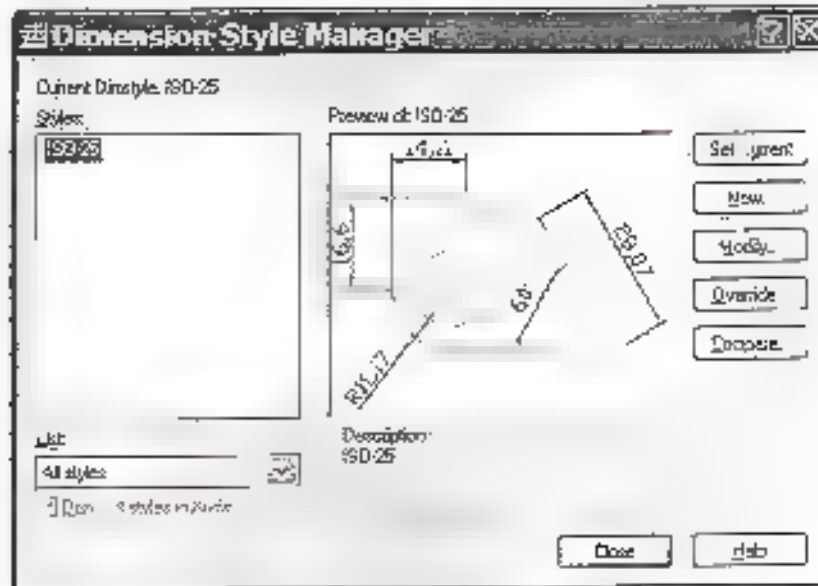 Dimension Style Manager
Current Dimstyle: ISO-25
Styles:
Preview of: ISO-25
ISO-25
Set Current
New...
Modify...
Override...
Compare...
R11,17
List:
All styles
Description:
ISO-25
Close
Help